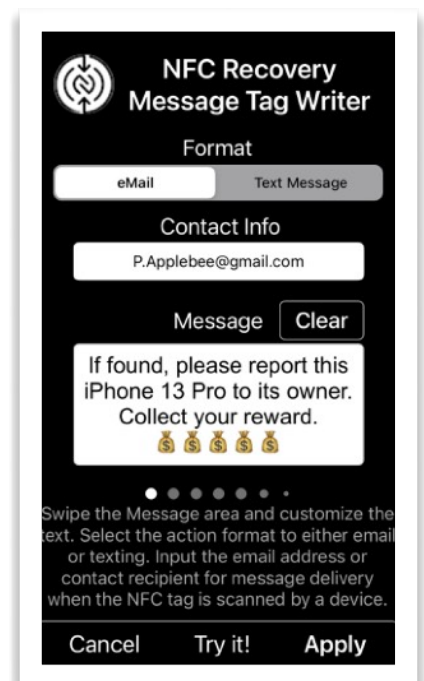 NFC Recovery
Message Tag Writer
Format
eMail Text Message
Contact Info
P.Applebee@gmail.com
Message Clear
If found, please report this
iPhone 13 Pro to its owner.
Collect your reward.
💰💰💰💰💰
Swipe the Message area and customize the
text. Select the action format to either email
or texting. Input the email address or
contact recipient for message delivery
when the NFC tag is scanned by a device.
Cancel Try it! Apply